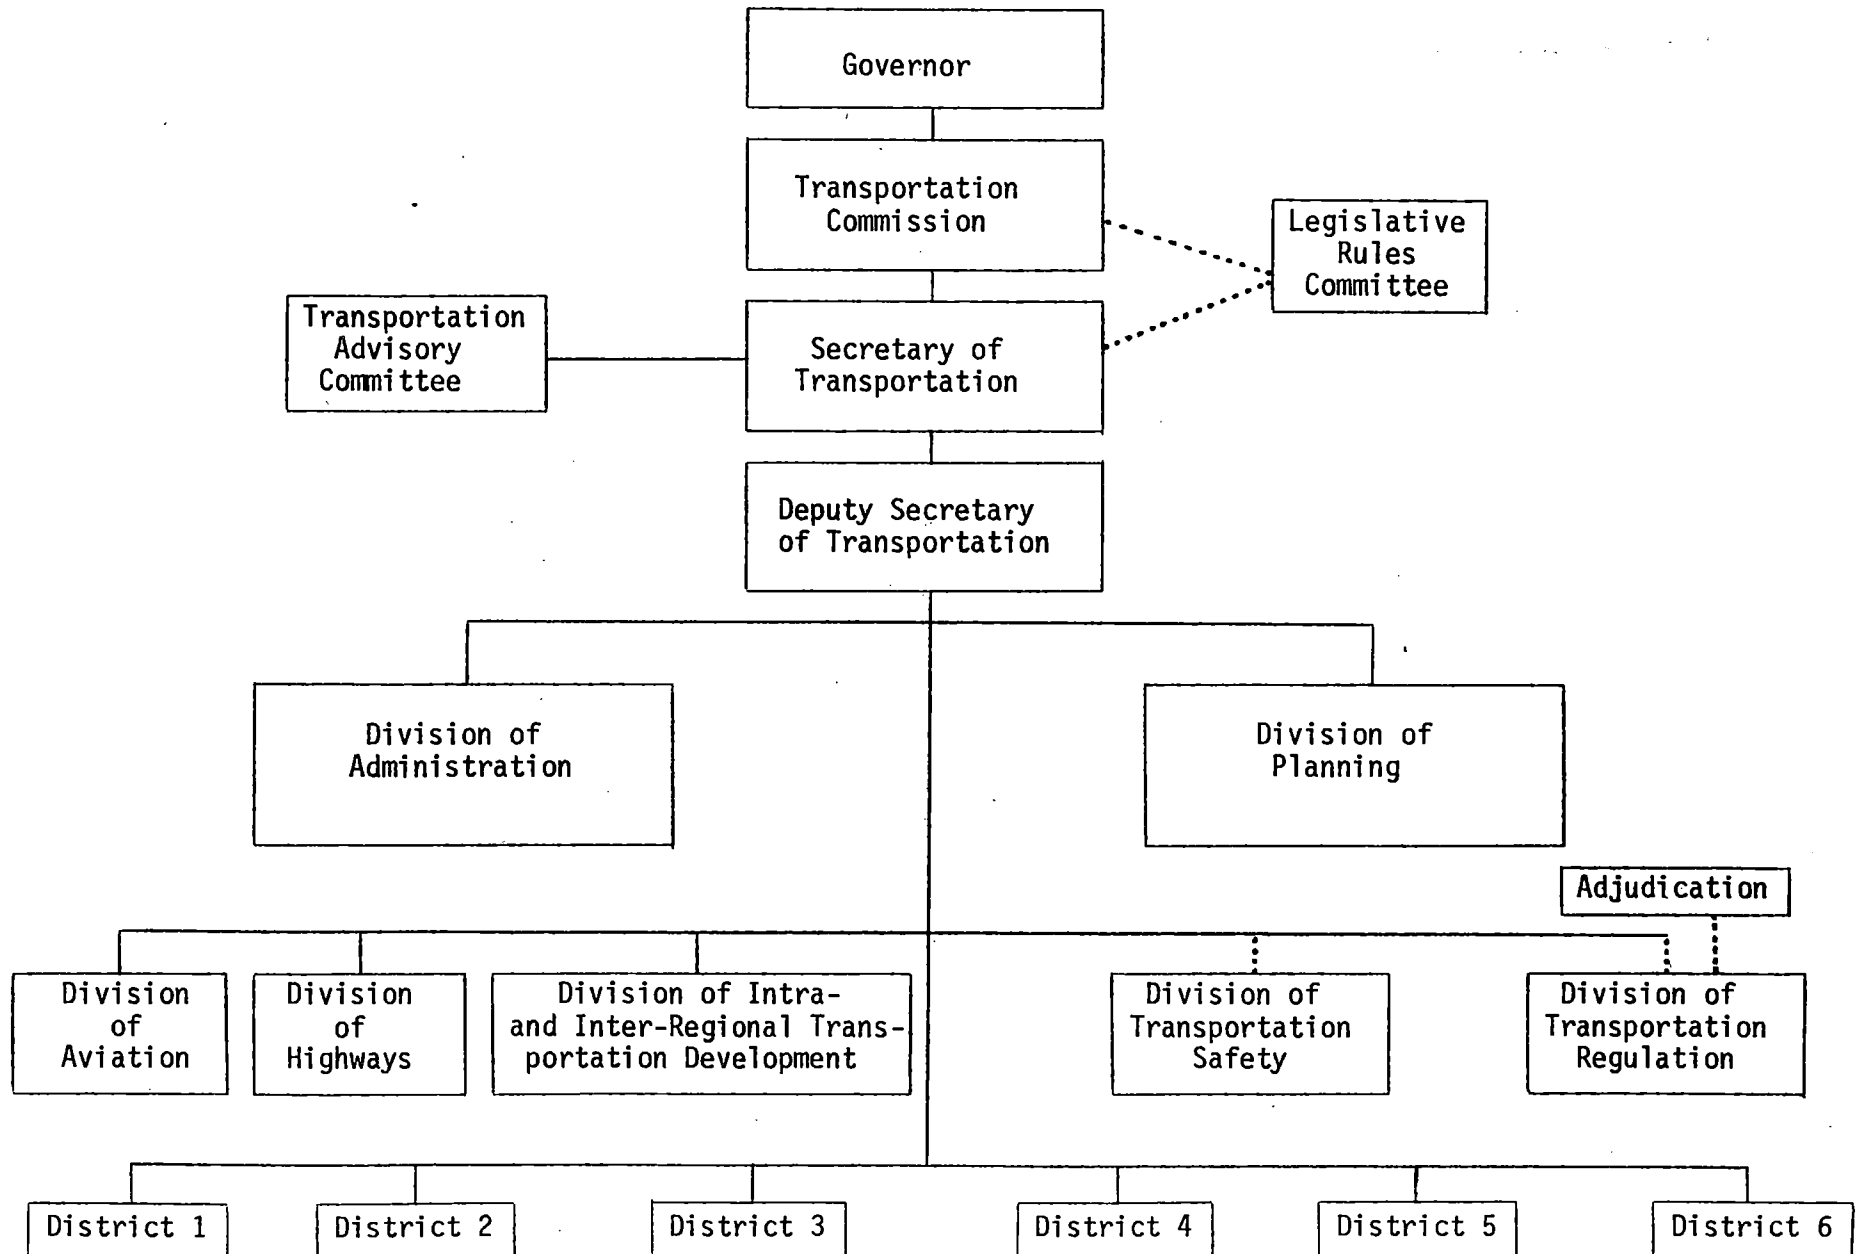 Governor
Transportation
Commission
Legislative
Rules
Committee
Transportation
Advisory
Committee
Secretary of
Transportation
Deputy Secretary
of Transportation
Division of
Administration
Division of
Planning
Adjudication
Division
of
Aviation
Division
of
Highways
Division of Intra-
and Inter-Regional Trans-
portation Development
Division of
Transportation
Safety
Division of
Transportation
Regulation
District 1
District 2
District 3
District 4
District 5
District 6